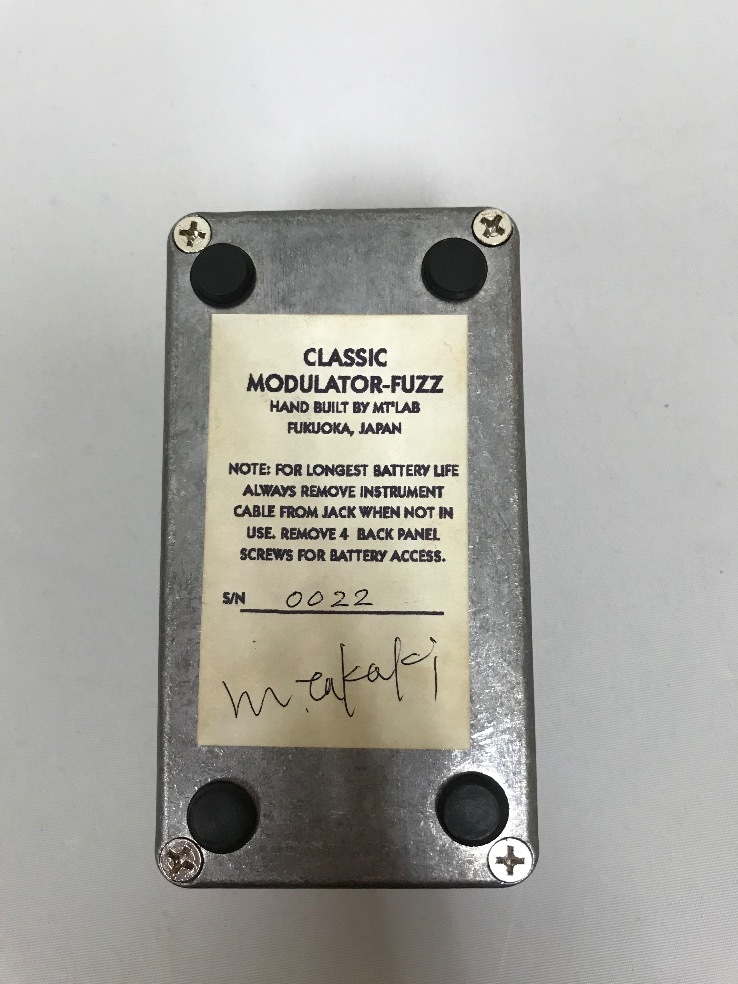 CLASSIC
MODULATOR-FUZZ
HAND BUILT BY MT'LAB
FUKUOKA, JAPAN
NOTE: FOR LONGEST BATTERY LIFE
ALWAYS REMOVE INSTRUMENT
CABLE FROM JACK WHEN NOT IN
USE. REMOVE 4 BACK PANEL
SCREWS FOR BATTERY ACCESS.
S/N 0022
m.takaki